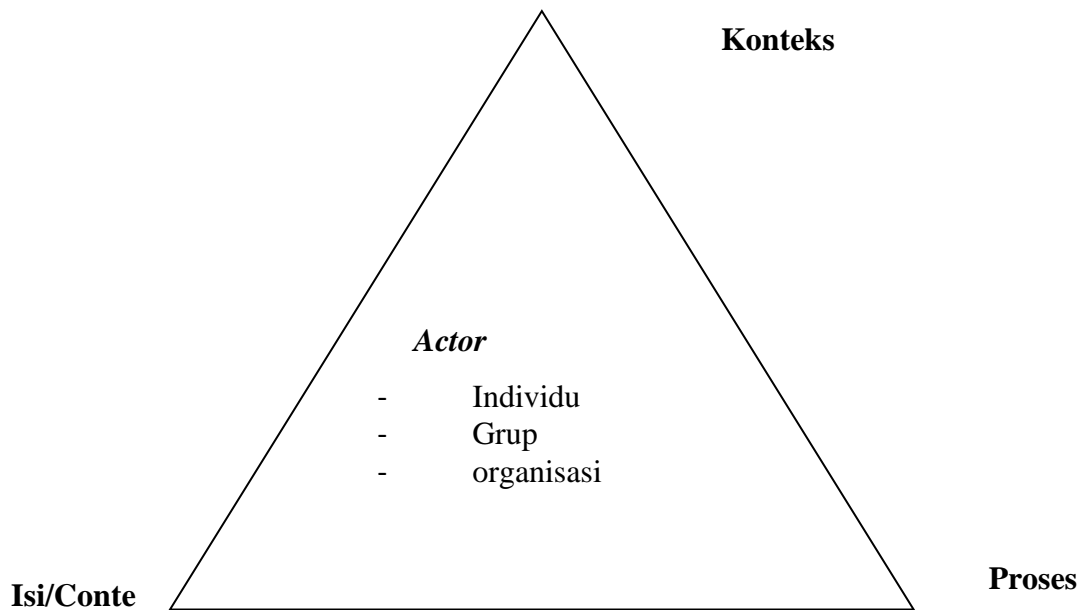 Konteks
Actor
- Individu
- Grup
- organisasi
Isi/Conte
Proses